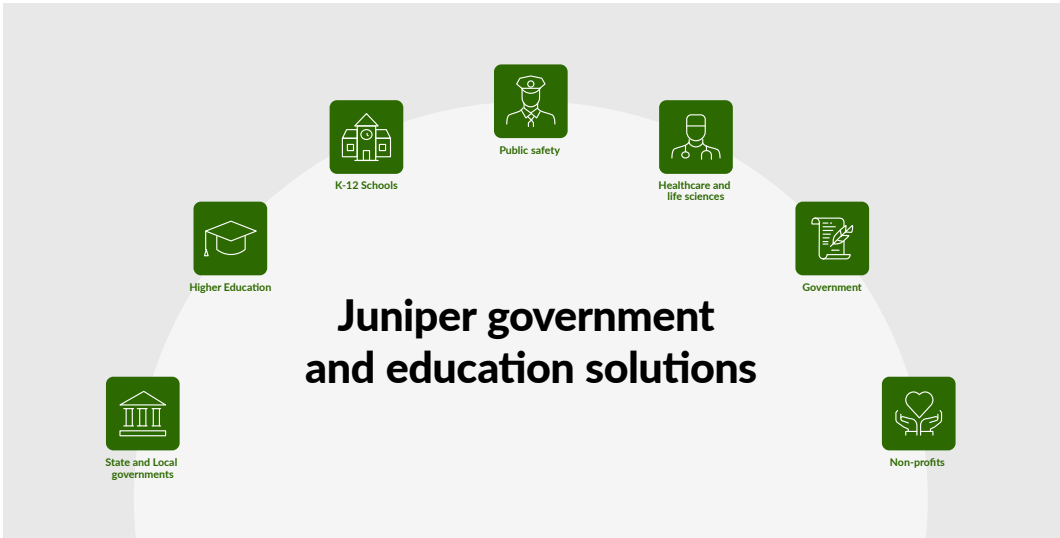 Public safety
K-12 Schools
Healthcare and
life sciences
Higher Education
Government
Juniper government
and education solutions
State and Local
governments
Non-profits